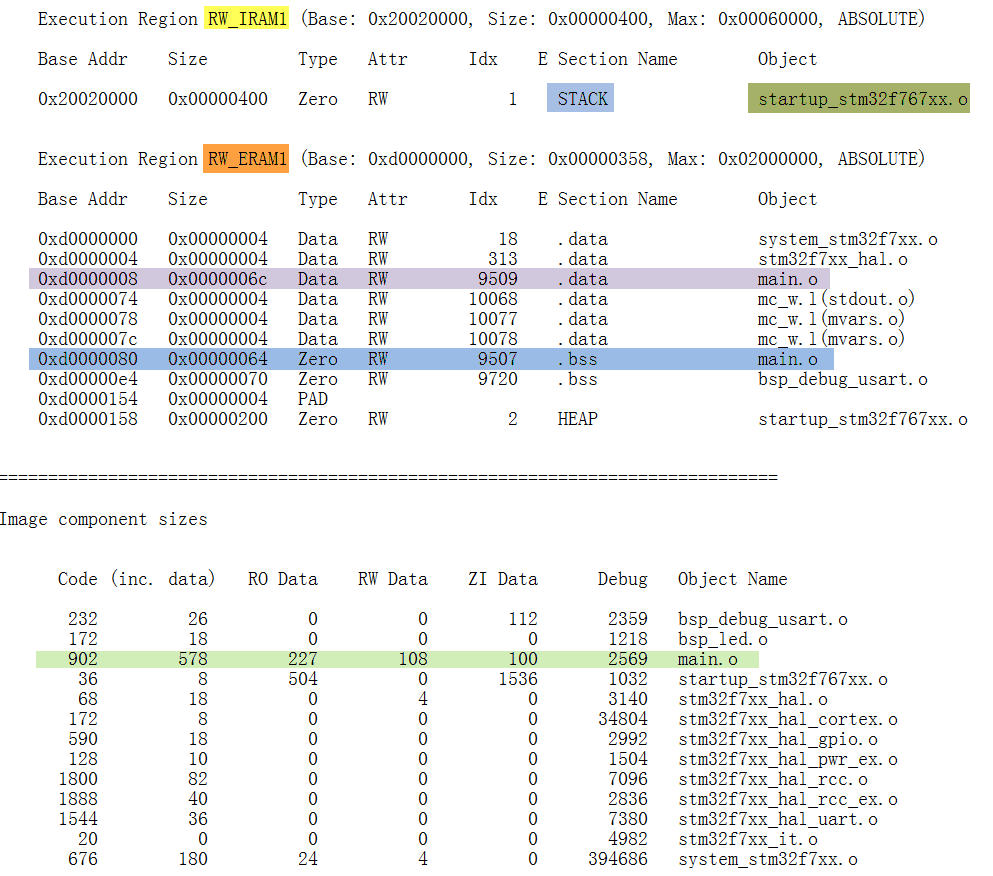 Execution Region RW_IRAM1 (Base: 0x20020000, Size: 0x00000400, Max: 0x00060000, ABSOLUTE)
Base Addr    Size         Type   Attr      Idx    E Section Name        Object
0x20020000   0x00000400   Zero   RW            1    STACK               startup_stm32f767xx.o
Execution Region RW_ERAM1 (Base: 0xd0000000, Size: 0x00000358, Max: 0x02000000, ABSOLUTE)
Base Addr    Size         Type   Attr      Idx    E Section Name        Object
0xd0000000   0x00000004   Data   RW           18    .data               system_stm32f7xx.o
0xd0000004   0x00000004   Data   RW          313    .data               stm32f7xx_hal.o
0xd0000008   0x0000006c   Data   RW         9509    .data               main.o
0xd0000074   0x00000004   Data   RW        10068    .data               mc_w.l(stdout.o)
0xd0000078   0x00000004   Data   RW        10077    .data               mc_w.l(mvars.o)
0xd000007c   0x00000004   Data   RW        10078    .data               mc_w.l(mvars.o)
0xd0000080   0x00000064   Zero   RW         9507    .bss                main.o
0xd00000e4   0x00000070   Zero   RW         9720    .bss                bsp_debug_usart.o
0xd0000154   0x00000004   PAD
0xd0000158   0x00000200   Zero   RW            2    HEAP                startup_stm32f767xx.o
==============================================================================
Image component sizes
Code (inc. data)   RO Data    RW Data    ZI Data      Debug   Object Name
232         26          0          0        112       2359   bsp_debug_usart.o
172         18          0          0          0       1218   bsp_led.o
902        578        227        108        100       2569   main.o
36          8        504          0       1536       1032   startup_stm32f767xx.o
68         18          0          4          0       3140   stm32f7xx_hal.o
172          8          0          0          0      34804   stm32f7xx_hal_cortex.o
590         18          0          0          0       2992   stm32f7xx_hal_gpio.o
128         10          0          0          0       1504   stm32f7xx_hal_pwr_ex.o
1800         82          0          0          0       7096   stm32f7xx_hal_rcc.o
1888         40          0          0          0       2836   stm32f7xx_hal_rcc_ex.o
1544         36          0          0          0       7380   stm32f7xx_hal_uart.o
20          0          0          0          0       4982   stm32f7xx_it.o
676        180         24          4          0     394686   system_stm32f7xx.o